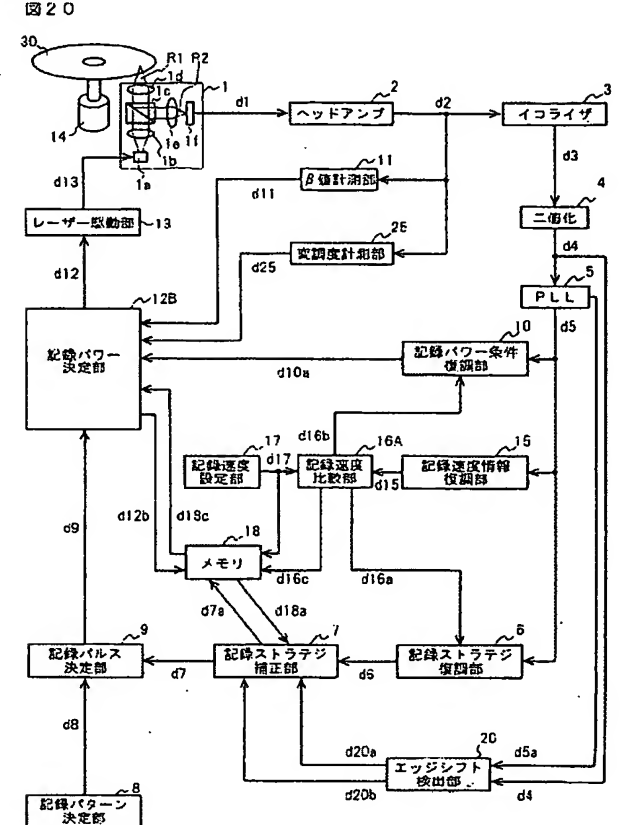 図20
30
R1
R2
1d
1
1c
1e
1f
1b
1a
14
d1
2
ヘッドアンプ
d2
3
イコライザ
d3
4
二値化
d4
5
PLL
d5
11
β値計測部
d11
25
変調度計測部
d25
d13
レーザー駆動部
13
d12
12B
記録パワー
決定部
10
記録パワー条件
復調部
d10a
d16b
17
記録速度
設定部
d17
16A
記録速度
比較部
15
記録速度情報
復調部
d15
d9
d12b
d18c
18
メモリ
d16c
d16a
d7a
d18a
9
記録パルス
決定部
d7
7
記録ストラテジ
補正部
d6
6
記録ストラテジ
復調部
d8
d20a
d20b
20
エッジシフト
検出部
d5a
d4
8
記録パターン
決定部